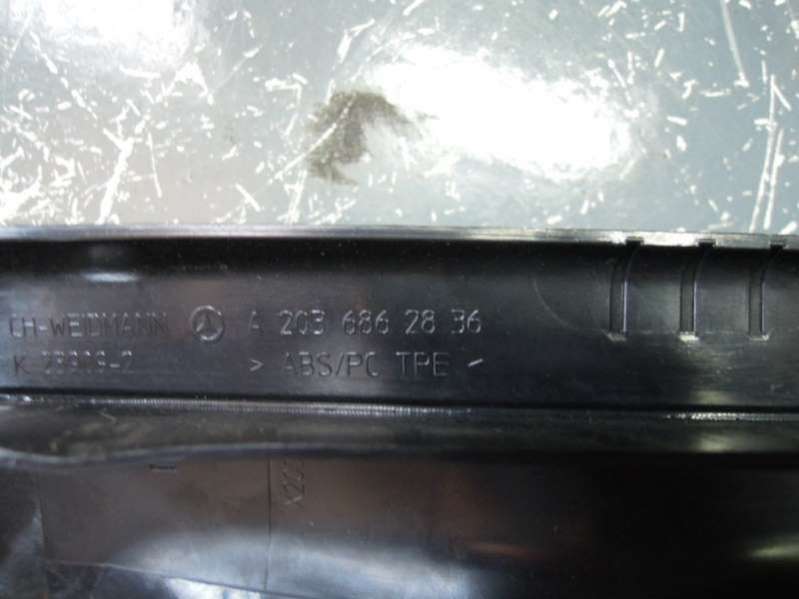 CH-WEIDMANN A 203 686 28 36
> ABS/PC TPE <